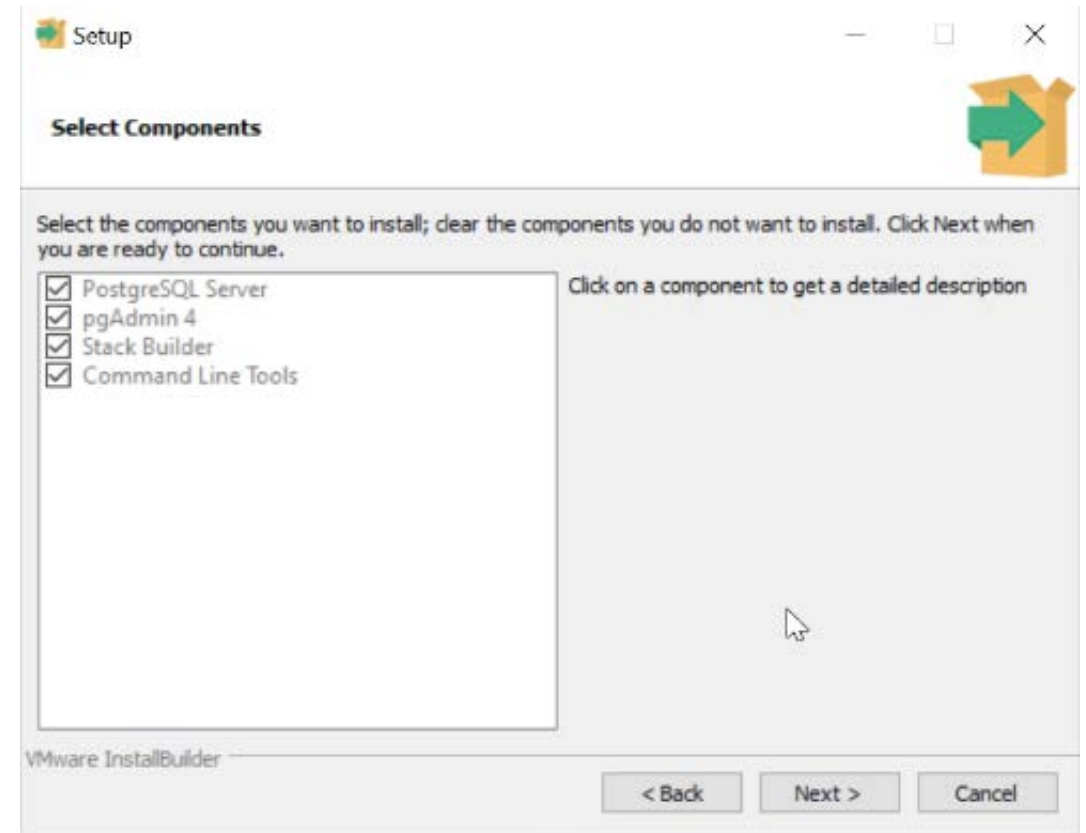 Setup
Select Components
Select the components you want to install; clear the components you do not want to install. Click Next when
you are ready to continue.
PostgreSQL Server
pgAdmin 4
Stack Builder
Command Line Tools
Click on a component to get a detailed description
VMware InstallBuilder
< Back
Next >
Cancel